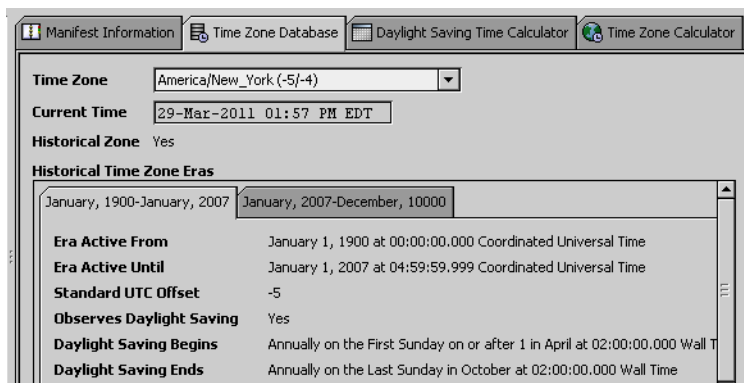 Manifest Information Time Zone Database Daylight Saving Time Calculator Time Zone Calculator
Time Zone America/New_York (-5/-4)
Current Time 29-Mar-2011 01:57 PM EDT
Historical Zone Yes
Historical Time Zone Eras
January, 1900-January, 2007 January, 2007-December, 10000
Era Active From January 1, 1900 at 00:00:00.000 Coordinated Universal Time
Era Active Until January 1, 2007 at 04:59:59.999 Coordinated Universal Time
Standard UTC Offset -5
Observes Daylight Saving Yes
Daylight Saving Begins Annually on the First Sunday on or after 1 in April at 02:00:00.000 Wall T
Daylight Saving Ends Annually on the Last Sunday in October at 02:00:00.000 Wall Time